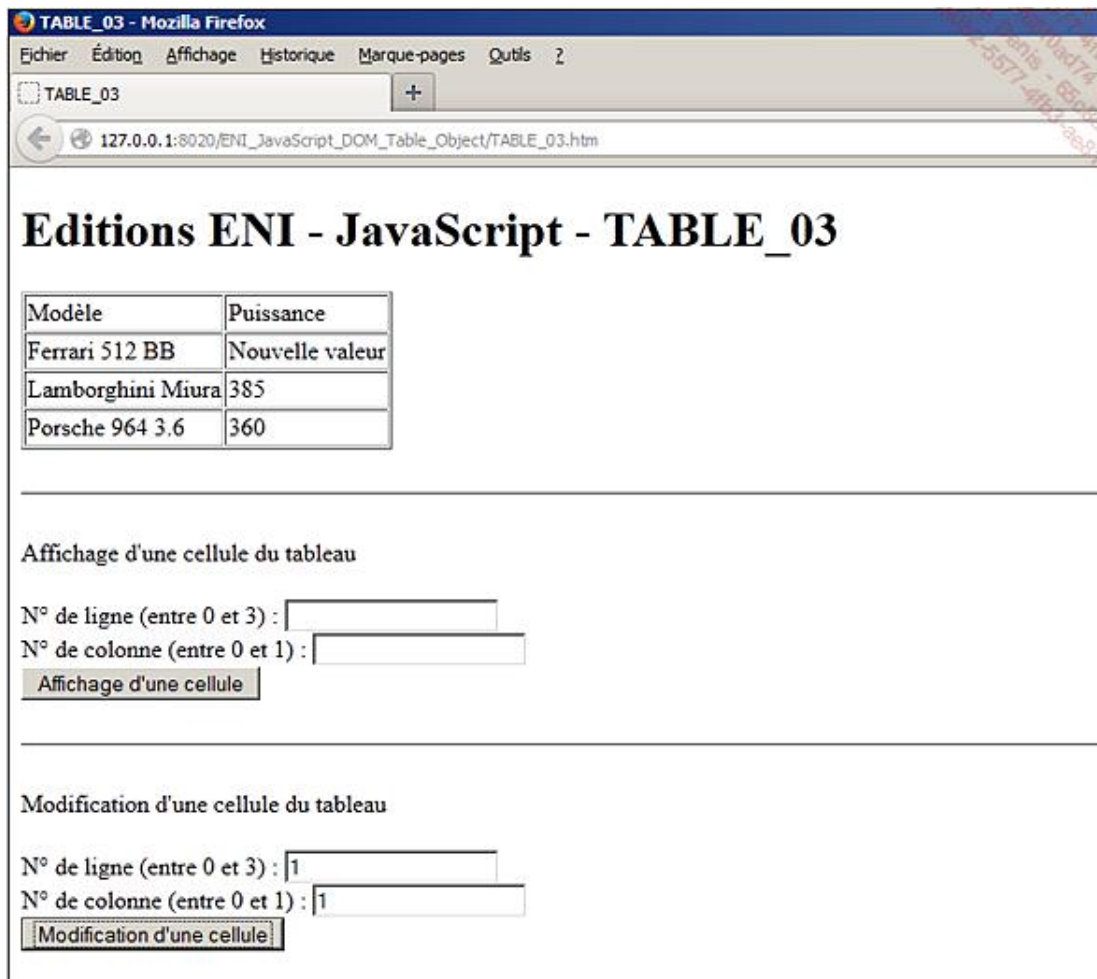 TABLE_03 - Mozilla Firefox
Fichier Édition Affichage Historique Marque-pages Outils ?
TABLE_03 +
127.0.0.1:8020/ENI_JavaScript_DOM_Table_Object/TABLE_03.htm
Editions ENI - JavaScript - TABLE_03
Modèle Puissance
Ferrari 512 BB Nouvelle valeur
Lamborghini Miura 385
Porsche 964 3.6 360
Affichage d'une cellule du tableau
N° de ligne (entre 0 et 3) :
N° de colonne (entre 0 et 1) :
Affichage d'une cellule
Modification d'une cellule du tableau
N° de ligne (entre 0 et 3) : 1
N° de colonne (entre 0 et 1) : 1
Modification d'une cellule